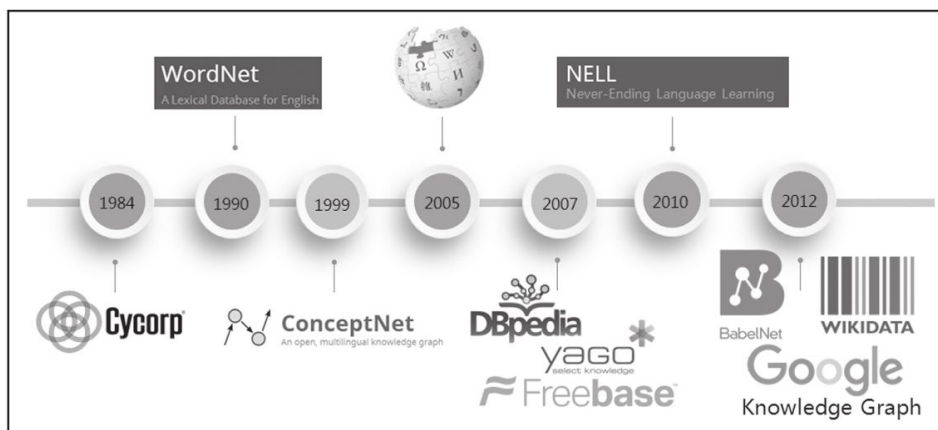 WordNet
A Lexical Database for English
Ω W И
NELL
Never-Ending Language Learning
1984
1990
1999
2005
2007
2010
2012
Cycorp
ConceptNet
An open, multilingual knowledge graph
DBpedia
yago
select knowledge
Freebase™
BabelNet
WIKIDATA
Google
Knowledge Graph